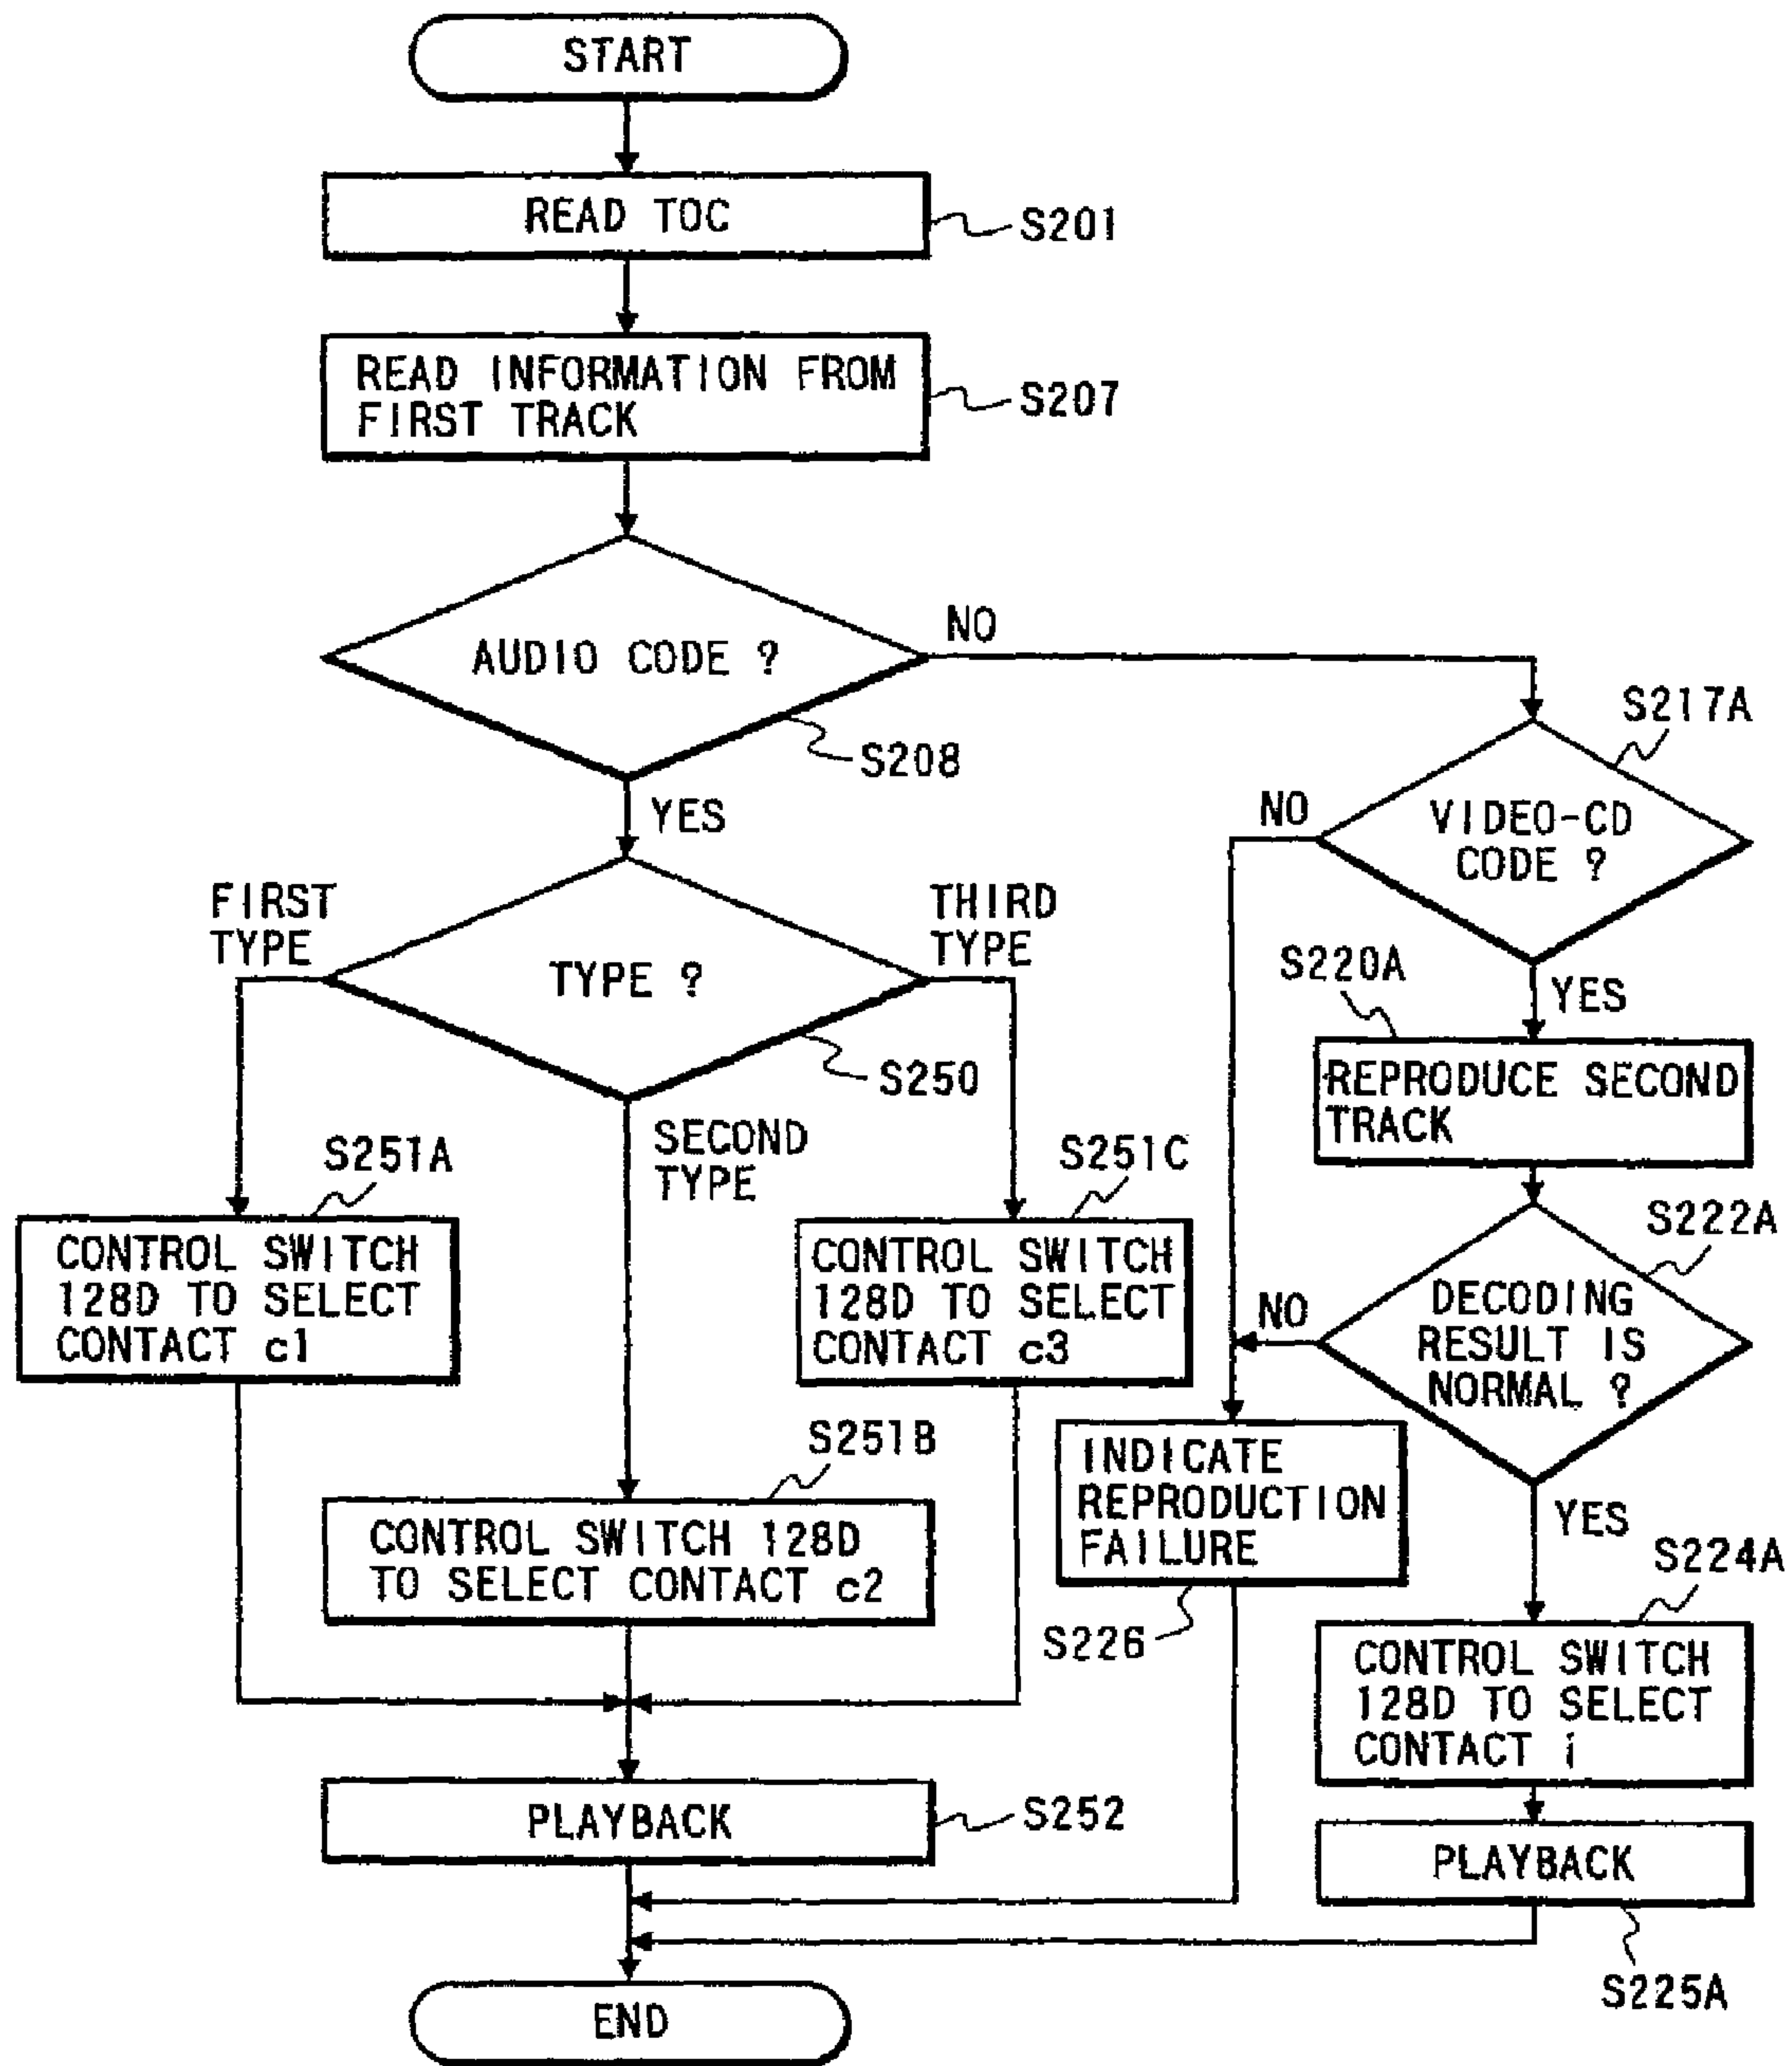 START
READ TOC
S201
READ INFORMATION FROM
FIRST TRACK
S207
AUDIO CODE ?
NO
S208
YES
S217A
VIDEO-CD
CODE ?
NO
YES
FIRST
TYPE
THIRD
TYPE
TYPE ?
S250
SECOND
TYPE
S220A
REPRODUCE SECOND
TRACK
S251A
CONTROL SWITCH
128D TO SELECT
CONTACT c1
S251C
CONTROL SWITCH
128D TO SELECT
CONTACT c3
S222A
DECODING
RESULT IS
NORMAL ?
NO
YES
S251B
CONTROL SWITCH 128D
TO SELECT CONTACT c2
INDICATE
REPRODUCTION
FAILURE
S226
S224A
CONTROL SWITCH
128D TO SELECT
CONTACT i
PLAYBACK
S252
PLAYBACK
S225A
END